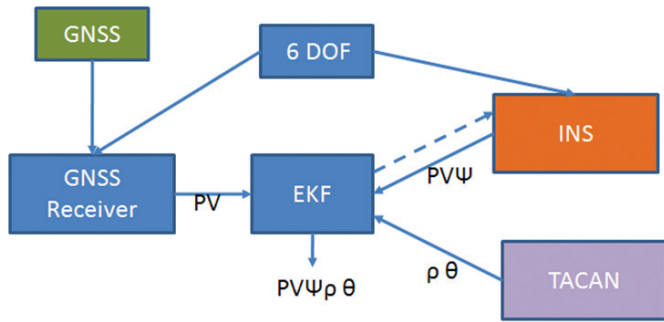 GNSS
6 DOF
INS
GNSS
Receiver
PV
EKF
PVΨ
ρ θ
TACAN
PVΨρ θ